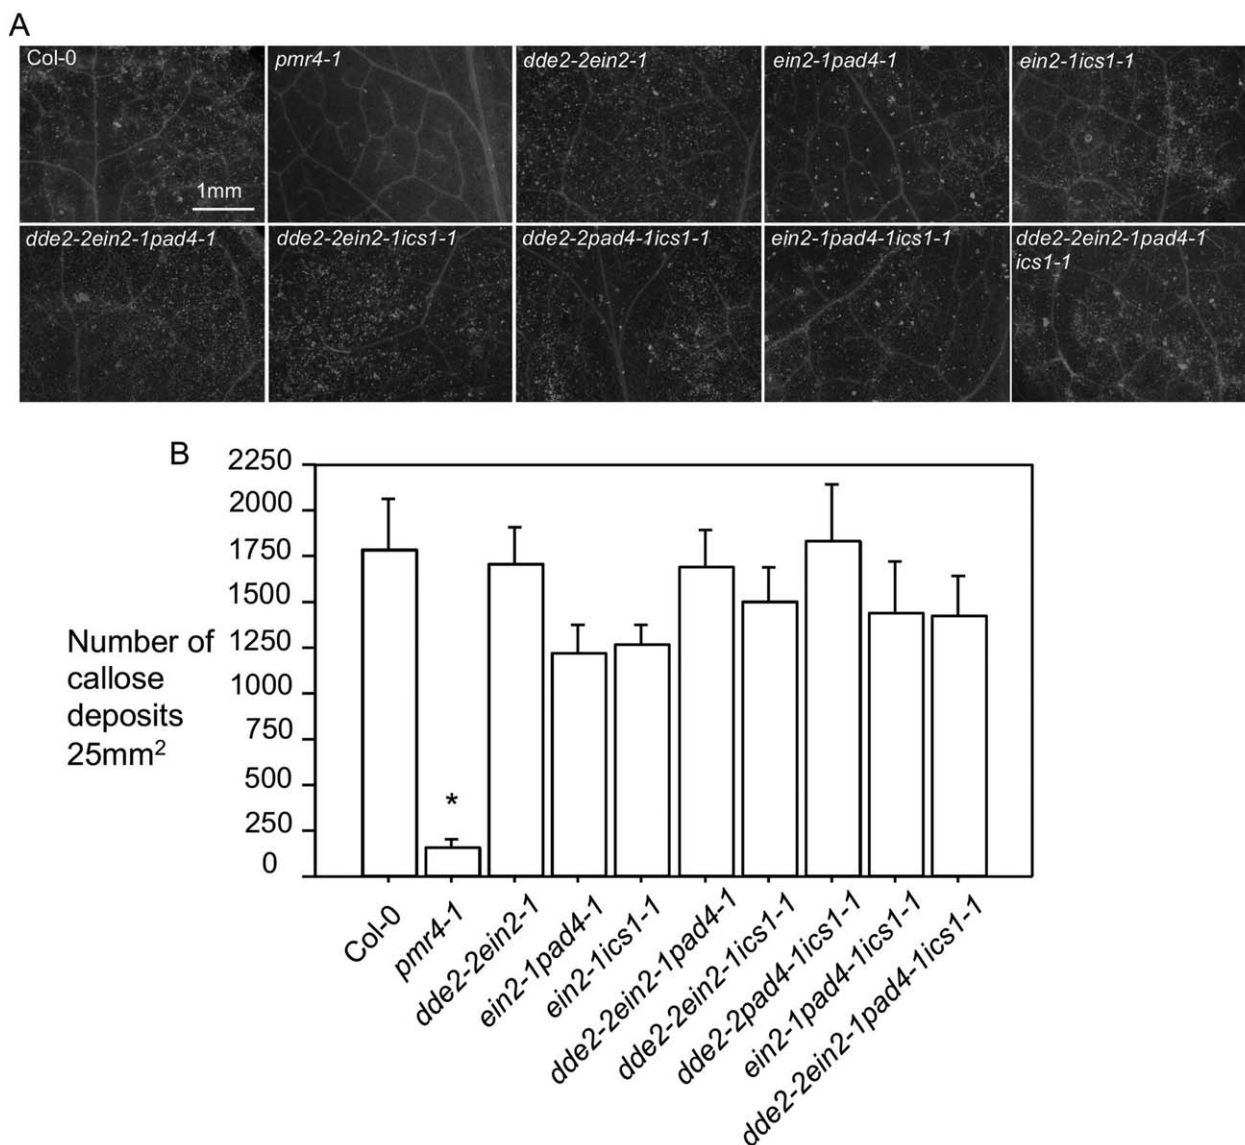 A
Col-0
pmr4-1
dde2-2ein2-1
ein2-1pad4-1
ein2-1ics1-1
1mm
dde2-2ein2-1pad4-1
dde2-2ein2-1ics1-1
dde2-2pad4-1ics1-1
ein2-1pad4-1ics1-1
dde2-2ein2-1pad4-1
ics1-1
B
2250
2000
1750
1500
1250
1000
750
500
250
0
Number of
callose
deposits
25mm²
*
Col-0
pmr4-1
dde2-2ein2-1
ein2-1pad4-1
ein2-1ics1-1
dde2-2ein2-1pad4-1
dde2-2ein2-1ics1-1
dde2-2pad4-1ics1-1
ein2-1pad4-1ics1-1
dde2-2ein2-1pad4-1ics1-1